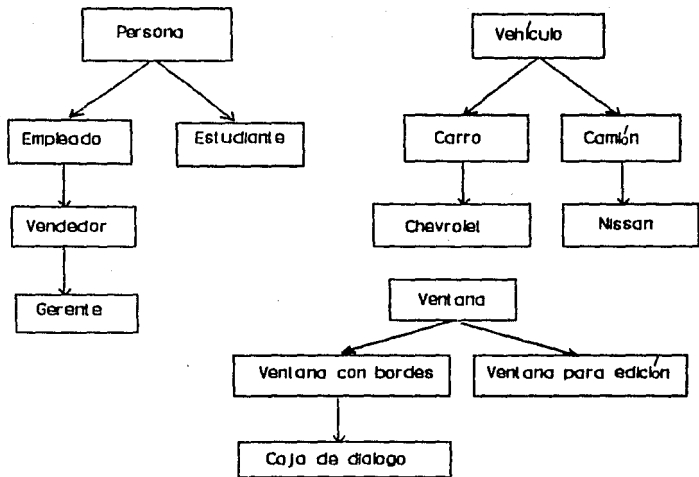 Persona
Empleado
Estudiante
Vendedor
Gerente
Vehículo
Carro
Camión
Chevrolet
Nissan
Ventana
Ventana con bordes
Ventana para edición
Caja de dialogo